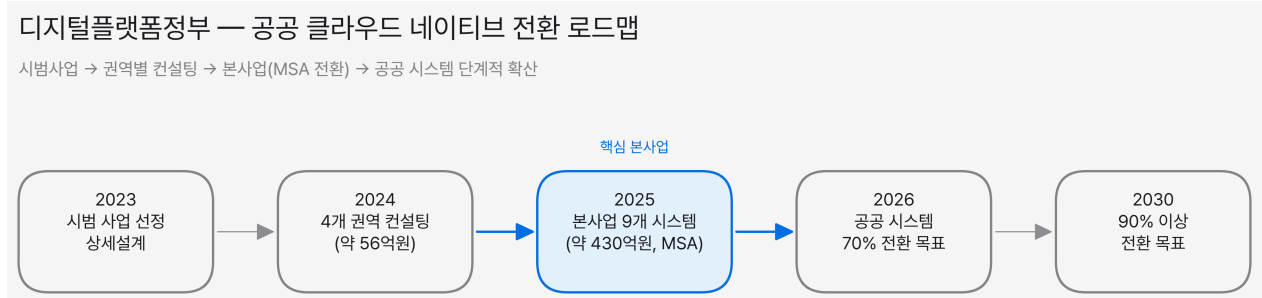 디지털플랫폼정부 — 공공 클라우드 네이티브 전환 로드맵
시범사업 → 권역별 컨설팅 → 본사업(MSA 전환) → 공공 시스템 단계적 확산
핵심 본사업
2023
시범 사업 선정
상세설계
2024
4개 권역 컨설팅
(약 56억원)
2025
본사업 9개 시스템
(약 430억원, MSA)
2026
공공 시스템
70% 전환 목표
2030
90% 이상
전환 목표